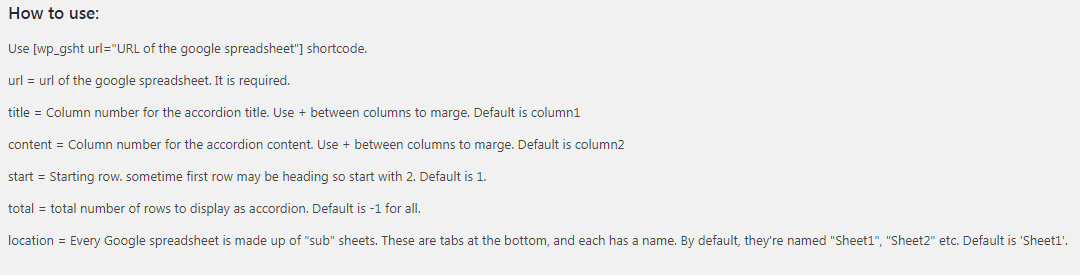 How to use:
Use [wp_gsht url="URL of the google spreadsheet"] shortcode.
url = url of the google spreadsheet. It is required.
title = Column number for the accordion title. Use + between columns to marge. Default is column1
content = Column number for the accordion content. Use + between columns to marge. Default is column2
start = Starting row. sometime first row may be heading so start with 2. Default is 1.
total = total number of rows to display as accordion. Default is -1 for all.
location = Every Google spreadsheet is made up of "sub" sheets. These are tabs at the bottom, and each has a name. By default, they're named "Sheet1", "Sheet2" etc. Default is 'Sheet1'.